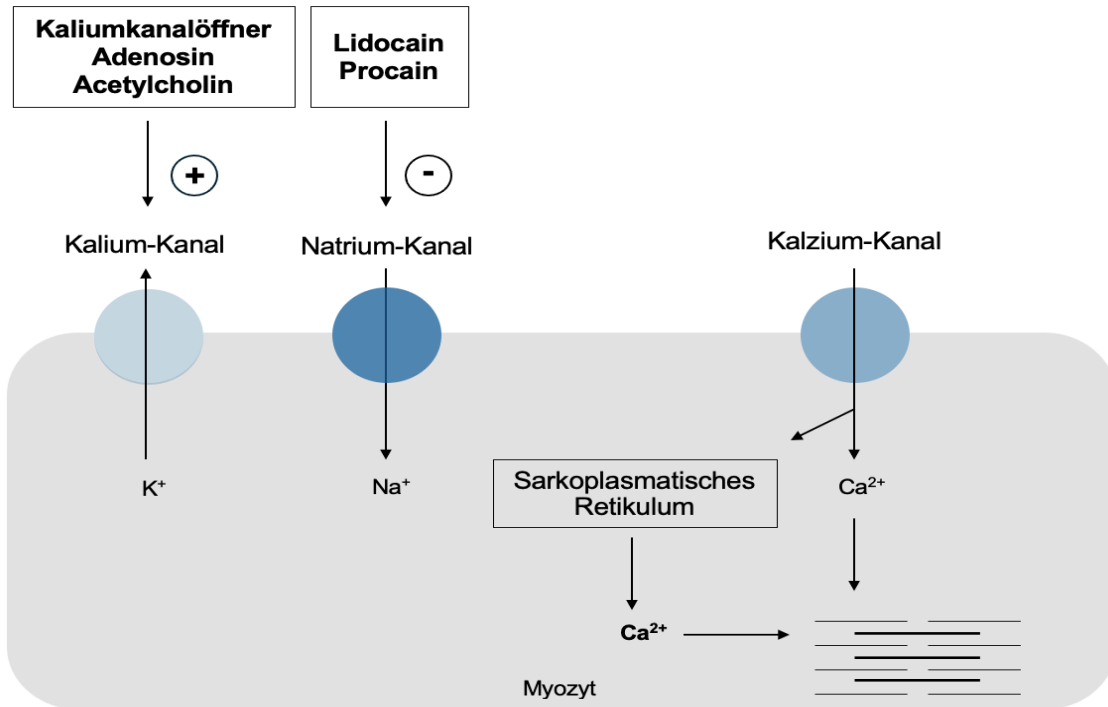 Kaliumkanalöffner
Adenosin
Acetylcholin
Lidocain
Procain
+
-
Kalium-Kanal
Natrium-Kanal
Kalzium-Kanal
K⁺
Na⁺
Sarkoplasmatisches
Retikulum
Ca²⁺
Ca²⁺
Myozyt